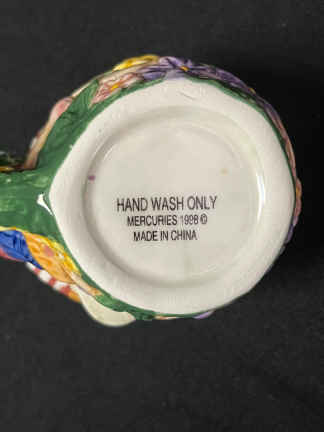 HAND WASH ONLY
MERCURIES 1998 ©
MADE IN CHINA